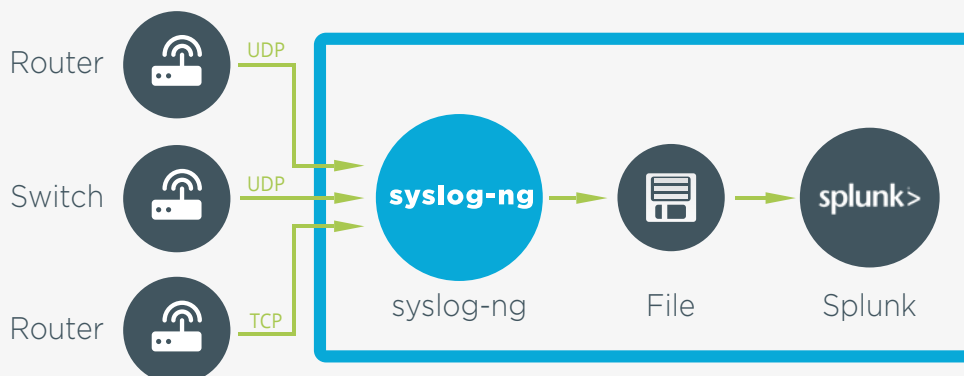 Router
UDP
Switch
UDP
Router
TCP
syslog-ng
syslog-ng
File
splunk>
Splunk